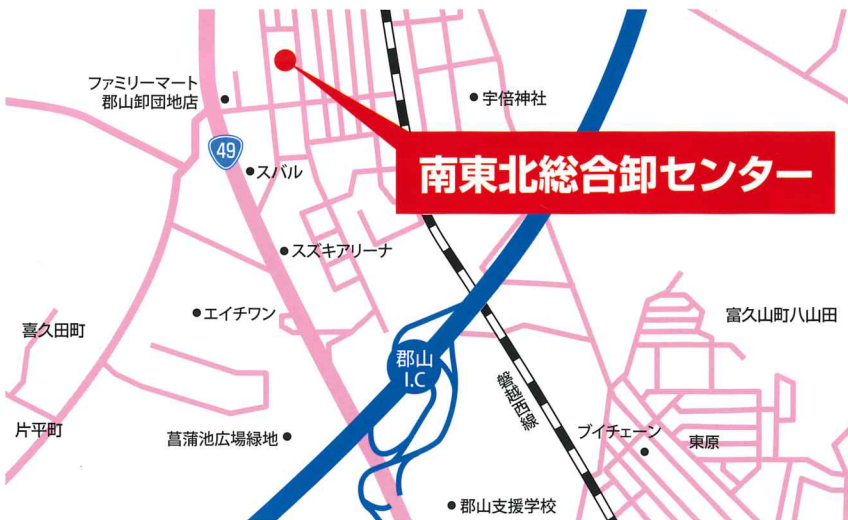 ファミリーマート
郡山卸団地店
宇倍神社
49
スバル
南東北総合卸センター
スズキアリーナ
エイチワン
喜久田町
富久山町八山田
郡山
I.C
磐越西線
片平町
菖蒲池広場緑地
ブイチェーン
東原
郡山支援学校